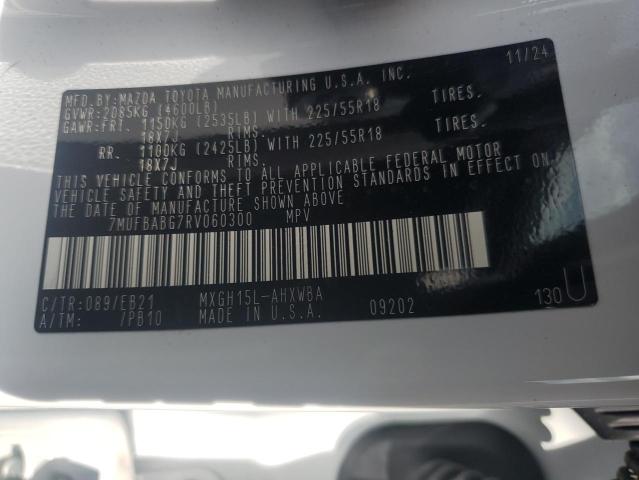 MFD.BY:MAZDA TOYOTA MANUFACTURING U.S.A. INC. 11/24
GVWR:2085KG (4600LB)
GAWR:FRT. 1150KG (2535LB) WITH 225/55R18 TIRES.
18X7J RIMS.
RR. 1100KG (2425LB) WITH 225/55R18 TIRES.
18X7J RIMS.
THIS VEHICLE CONFORMS TO ALL APPLICABLE FEDERAL MOTOR
VEHICLE SAFETY AND THEFT PREVENTION STANDARDS IN EFFECT ON
THE DATE OF MANUFACTURE SHOWN ABOVE
7MUFBABG7RV060300 MPV
C/TR:089/EB21 MXGH15L-AHXWBA
A/TM: /PB10 MADE IN U.S.A. 09202 130U